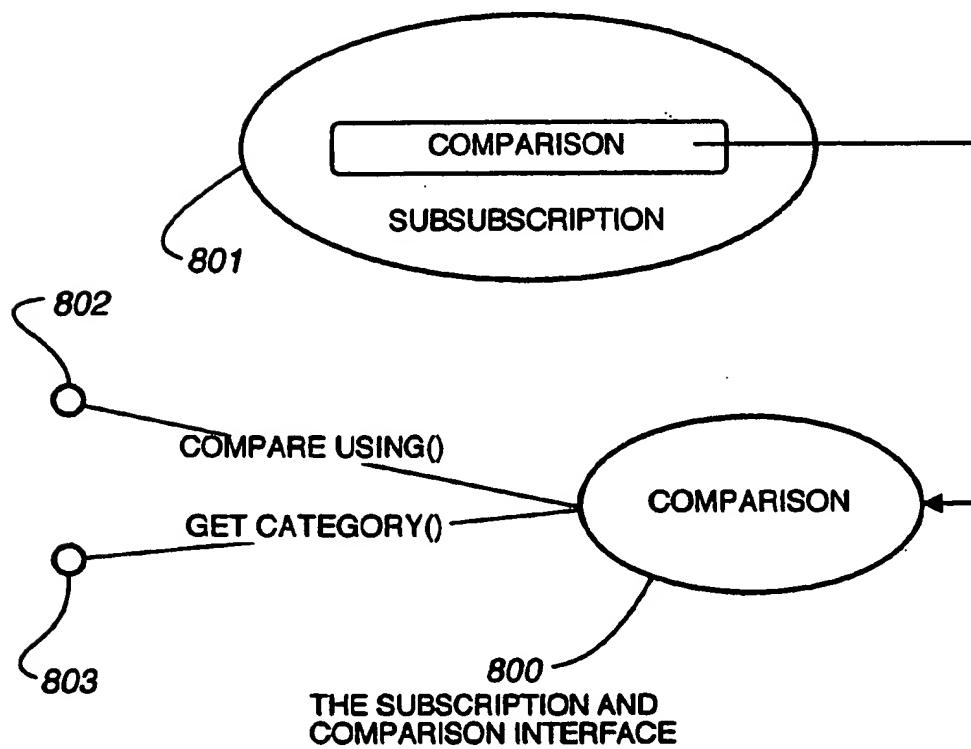 COMPARISON
SUBSUBSCRIPTION
801
802
COMPARE USING()
COMPARISON
GET CATEGORY()
803
800
THE SUBSCRIPTION AND
COMPARISON INTERFACE